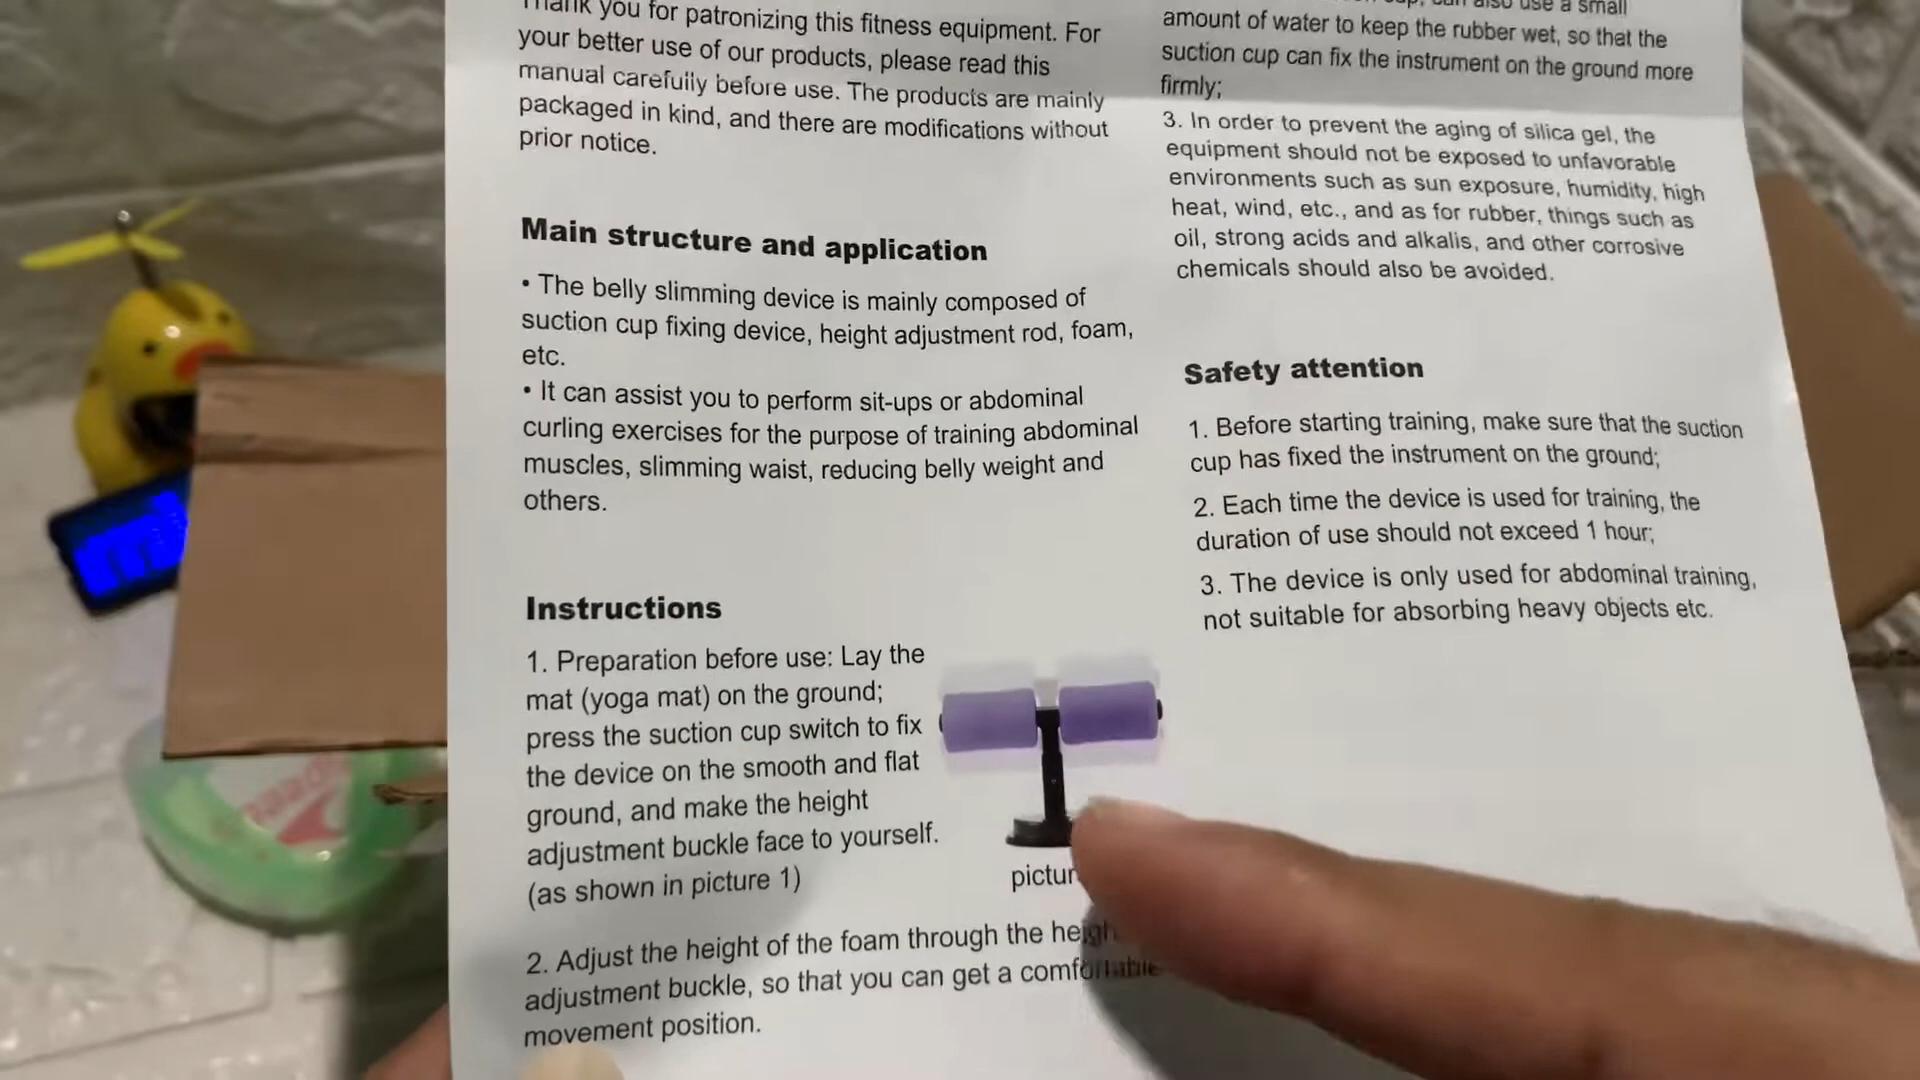 Thank you for patronizing this fitness equipment. For
your better use of our products, please read this
manual carefully before use. The products are mainly
packaged in kind, and there are modifications without
prior notice.
Main structure and application
• The belly slimming device is mainly composed of
suction cup fixing device, height adjustment rod, foam,
etc.
• It can assist you to perform sit-ups or abdominal
curling exercises for the purpose of training abdominal
muscles, slimming waist, reducing belly weight and
others.
Instructions
1. Preparation before use: Lay the
mat (yoga mat) on the ground;
press the suction cup switch to fix
the device on the smooth and flat
ground, and make the height
adjustment buckle face to yourself.
(as shown in picture 1)
pictur
2. Adjust the height of the foam through the heigh
adjustment buckle, so that you can get a comfortable
movement position.
also use a small
amount of water to keep the rubber wet, so that the
suction cup can fix the instrument on the ground more
firmly;
3. In order to prevent the aging of silica gel, the
equipment should not be exposed to unfavorable
environments such as sun exposure, humidity, high
heat, wind, etc., and as for rubber, things such as
oil, strong acids and alkalis, and other corrosive
chemicals should also be avoided.
Safety attention
1. Before starting training, make sure that the suction
cup has fixed the instrument on the ground;
2. Each time the device is used for training, the
duration of use should not exceed 1 hour;
3. The device is only used for abdominal training,
not suitable for absorbing heavy objects etc.